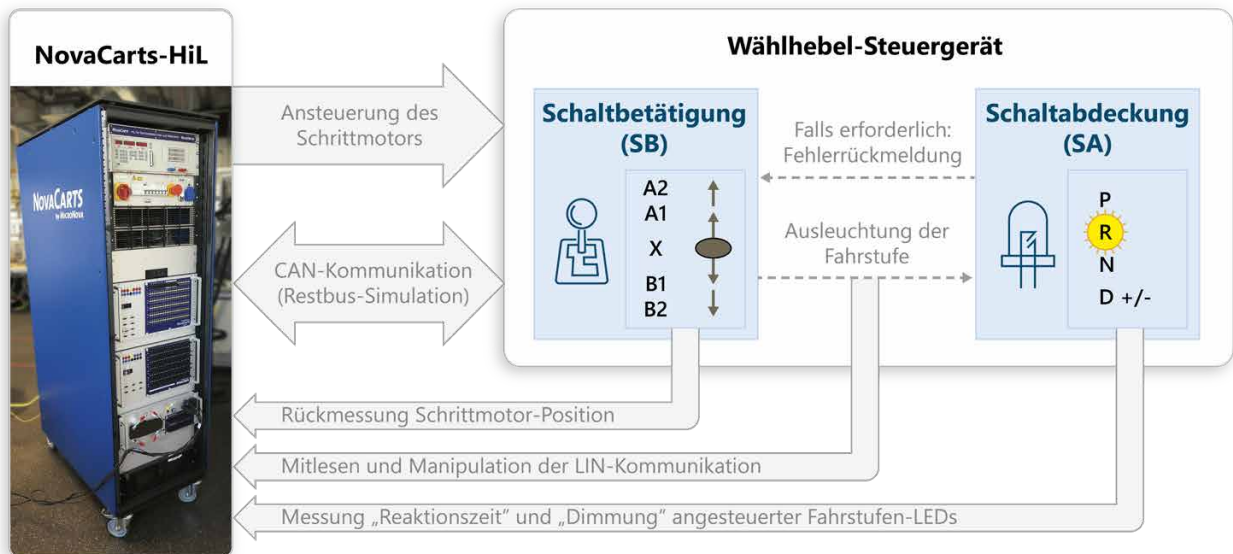 NovaCarts-HiL
NovaCarts
by MicroNova
Ansteuerung des
Schrittmotors
CAN-Kommunikation
(Restbus-Simulation)
Wählhebel-Steuergerät
Schaltbetätigung
(SB)
A2
A1
X
B1
B2
Falls erforderlich:
Fehlerrückmeldung
Ausleuchtung der
Fahrstufe
Schaltabdeckung
(SA)
P
R
N
D +/-
Rückmessung Schrittmotor-Position
Mitlesen und Manipulation der LIN-Kommunikation
Messung „Reaktionszeit” und „Dimmung” angesteuerter Fahrstufen-LEDs